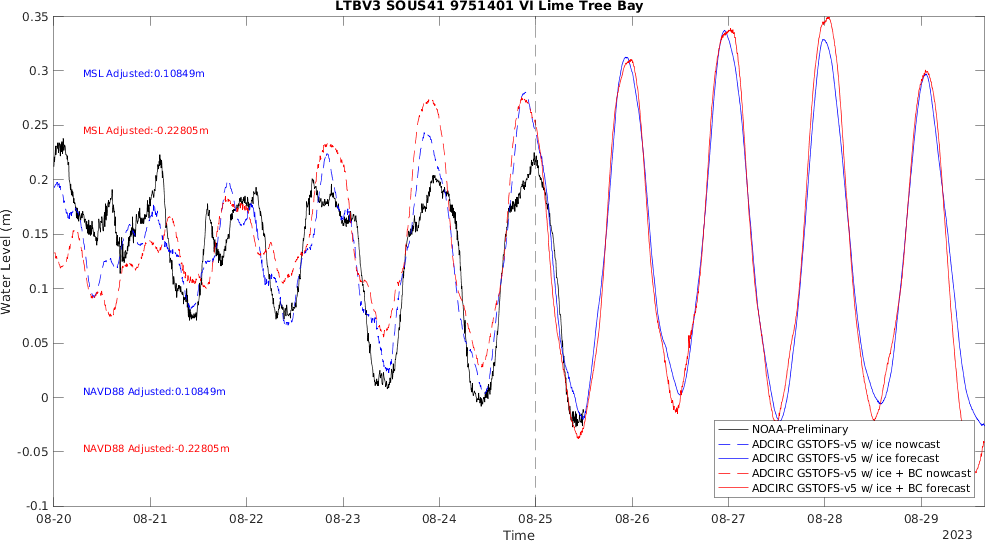 LTBV3 SOUS41 9751401 VI Lime Tree Bay
0.35
0.3
0.25
0.2
0.15
0.1
0.05
0
-0.05
-0.1
Water Level (m)
MSL Adjusted:0.10849m
MSL Adjusted:-0.22805m
NAVD88 Adjusted:0.10849m
NAVD88 Adjusted:-0.22805m
NOAA-Preliminary
ADCIRC GSTOFS-v5 w/ ice nowcast
ADCIRC GSTOFS-v5 w/ ice forecast
ADCIRC GSTOFS-v5 w/ ice + BC nowcast
ADCIRC GSTOFS-v5 w/ ice + BC forecast
08-20 08-21 08-22 08-23 08-24 08-25 08-26 08-27 08-28 08-29
Time
2023